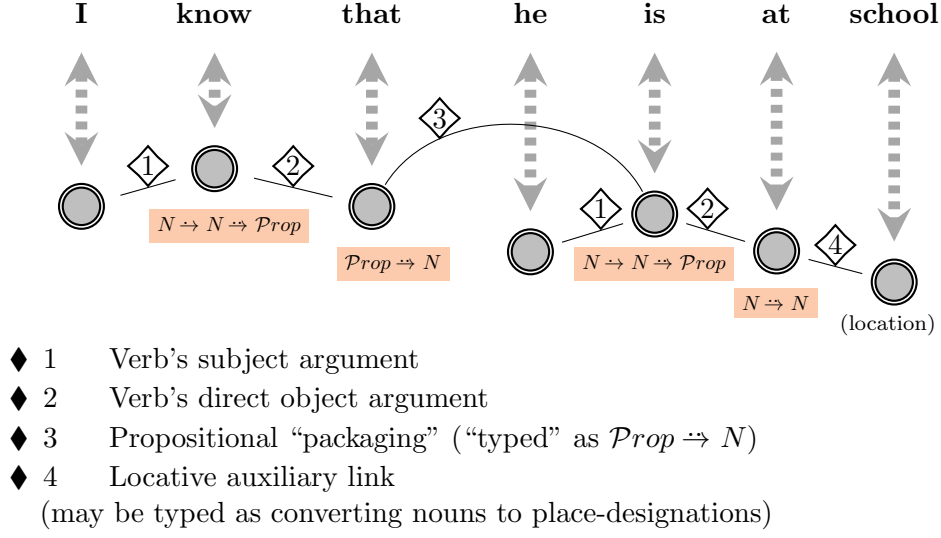 I know that he is at school
1 2 3 1 2 4
N → N ⇥ 𝒫rop
𝒫rop ⇥ N
N → N ⇥ 𝒫rop
N ⇥ N
(location)
♦ 1 Verb's subject argument
♦ 2 Verb's direct object argument
♦ 3 Propositional “packaging” (“typed” as 𝒫rop ⇥ N)
♦ 4 Locative auxiliary link
(may be typed as converting nouns to place-designations)